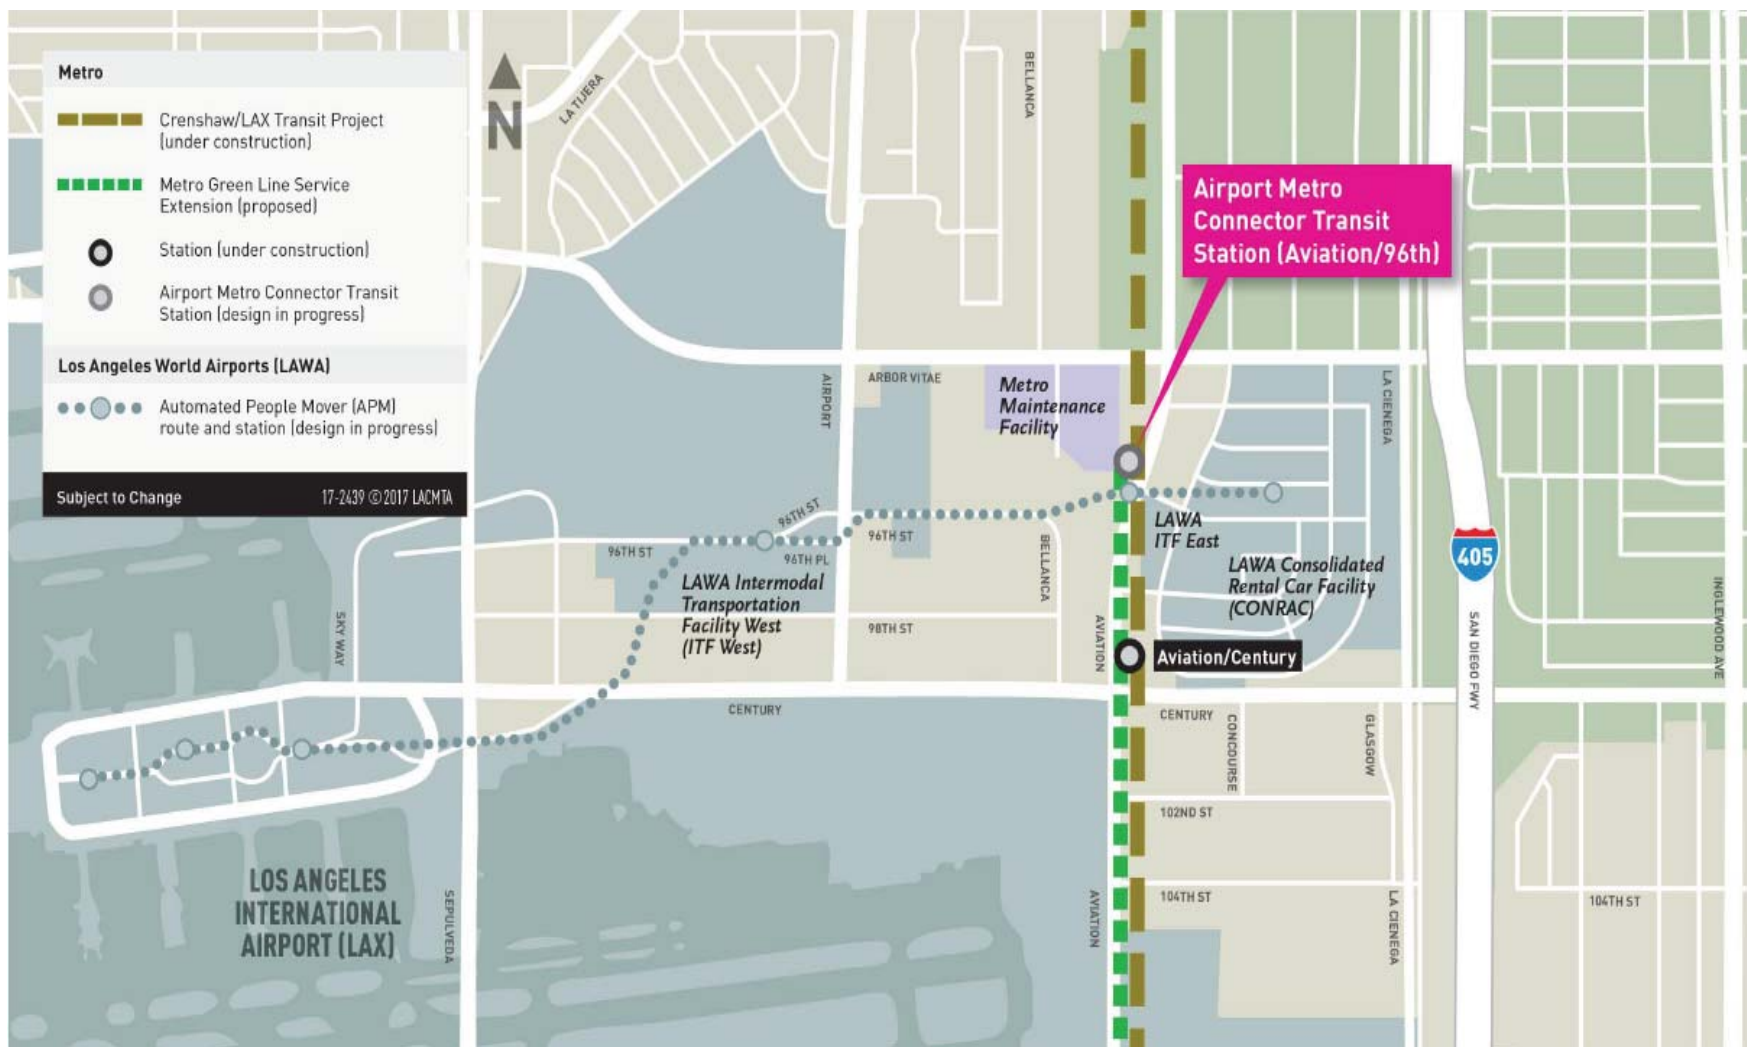 Metro
Crenshaw/LAX Transit Project
(under construction)
Metro Green Line Service
Extension (proposed)
Station (under construction)
Airport Metro Connector Transit
Station (design in progress)
Los Angeles World Airports (LAWA)
Automated People Mover (APM)
route and station (design in progress)
Subject to Change
17-2439 © 2017 LACMTA
N
LA TIJERA
BELLANCA
Airport Metro
Connector Transit
Station (Aviation/96th)
AIRPORT
ARBOR VITAE
Metro
Maintenance
Facility
LA CIENEGA
96TH ST
96TH ST
96TH PL
96TH ST
BELLANCA
LAWA
ITF East
LAWA Consolidated
Rental Car Facility
(CONRAC)
405
LAWA Intermodal
Transportation
Facility West
(ITF West)
SKY WAY
98TH ST
AVIATION
Aviation/Century
SAN DIEGO FWY
INGLEWOOD AVE
CENTURY
CENTURY
CONCOURSE
GLASGOW
102ND ST
LOS ANGELES
INTERNATIONAL
AIRPORT (LAX)
SEPULVEDA
AVIATION
104TH ST
LA CIENEGA
104TH ST